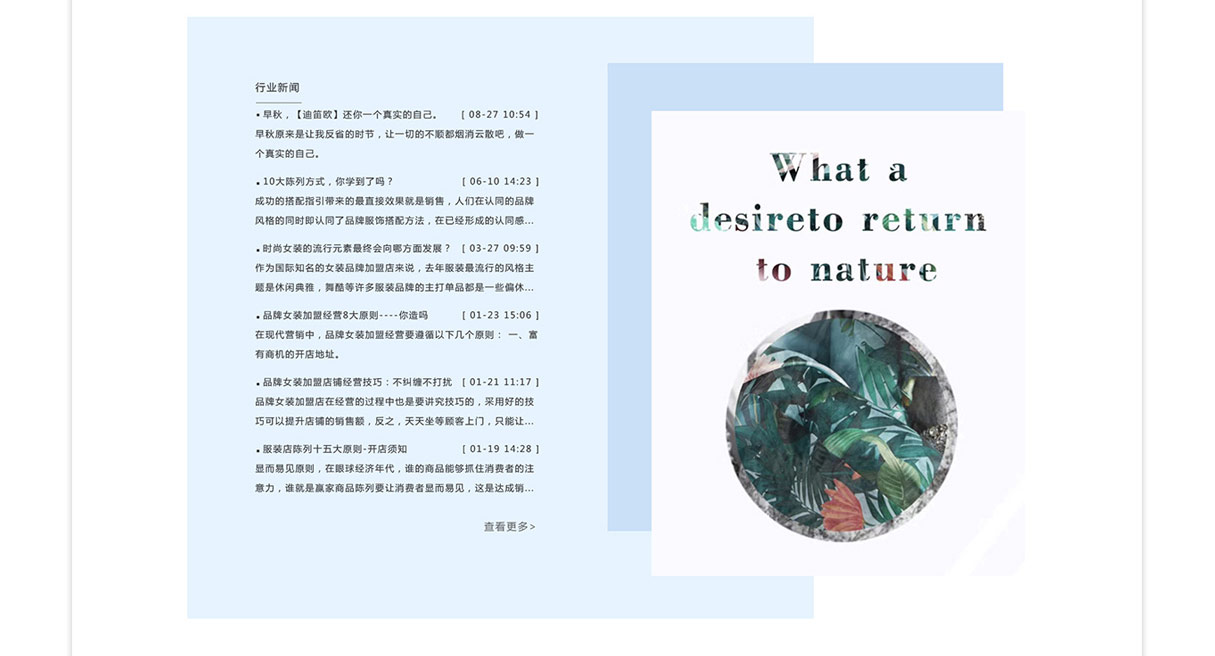 行业新闻
▪早秋，【迪笛欧】还你一个真实的自己。 [ 08-27 10:54 ]
早秋原来是让我反省的时节，让一切的不顺都烟消云散吧，做一
个真实的自己。
▪10大陈列方式，你学到了吗？ [ 06-10 14:23 ]
成功的搭配指引带来的最直接效果就是销售，人们在认同的品牌
风格的同时即认同了品牌服饰搭配方法，在已经形成的认同感...
▪时尚女装的流行元素最终会向哪方面发展？ [ 03-27 09:59 ]
作为国际知名的女装品牌加盟店来说，去年服装最流行的风格主
题是休闲典雅，舞酷等许多服装品牌的主打单品都是一些偏休...
▪品牌女装加盟经营8大原则----你造吗 [ 01-23 15:06 ]
在现代营销中，品牌女装加盟经营要遵循以下几个原则： 一、富
有商机的开店地址。
▪品牌女装加盟店铺经营技巧：不纠缠不打扰 [ 01-21 11:17 ]
品牌女装加盟店在经营的过程中也是要讲究技巧的，采用好的技
巧可以提升店铺的销售额，反之，天天坐等顾客上门，只能让...
▪服装店陈列十五大原则-开店须知 [ 01-19 14:28 ]
显而易见原则，在眼球经济年代，谁的商品能够抓住消费者的注
意力，谁就是赢家商品陈列要让消费者显而易见，这是达成销...
查看更多>
What a
desireto return
to nature